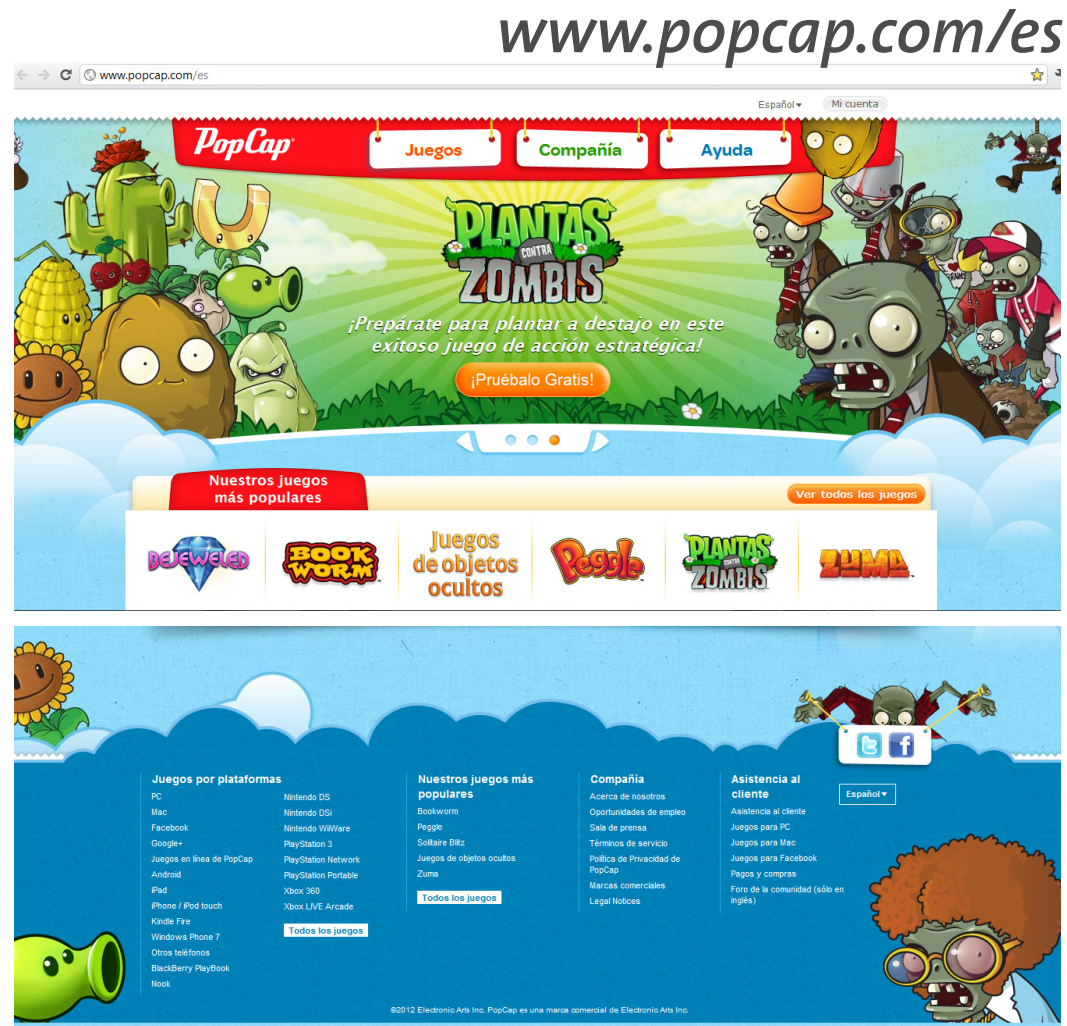 www.popcap.com/es
www.popcap.com/es
Español
Mi cuenta
PopCap
Juegos
Compañía
Ayuda
PLANTAS
CONTRA
ZOMBIS
¡Prepárate para plantar a destajo en este
exitoso juego de acción estratégica!
¡Pruébalo Gratis!
Nuestros juegos
más populares
Ver todos los juegos
BEJEWELED
BOOK
WORM
Juegos
de objetos
ocultos
Peggle
PLANTAS
CONTRA
ZOMBIS
ZUMA
Juegos por plataformas
PC
Mac
Facebook
Google+
Juegos en línea de PopCap
Android
iPad
iPhone / iPod touch
Kindle Fire
Windows Phone 7
Otros teléfonos
BlackBerry PlayBook
Nook
Nintendo DS
Nintendo DSi
Nintendo WiiWare
PlayStation 3
PlayStation Network
PlayStation Portable
Xbox 360
Xbox LIVE Arcade
Todos los juegos
Nuestros juegos más
populares
Bookworm
Peggle
Solitaire Blitz
Juegos de objetos ocultos
Zuma
Todos los juegos
Compañía
Acerca de nosotros
Oportunidades de empleo
Sala de prensa
Términos de servicio
Política de Privacidad de
PopCap
Marcas comerciales
Legal Notices
Asistencia al
cliente
Asistencia al cliente
Juegos para PC
Juegos para Mac
Juegos para Facebook
Pagos y compras
Foro de la comunidad (sólo en
inglés)
Español
©2012 Electronic Arts Inc. PopCap es una marca comercial de Electronic Arts Inc.